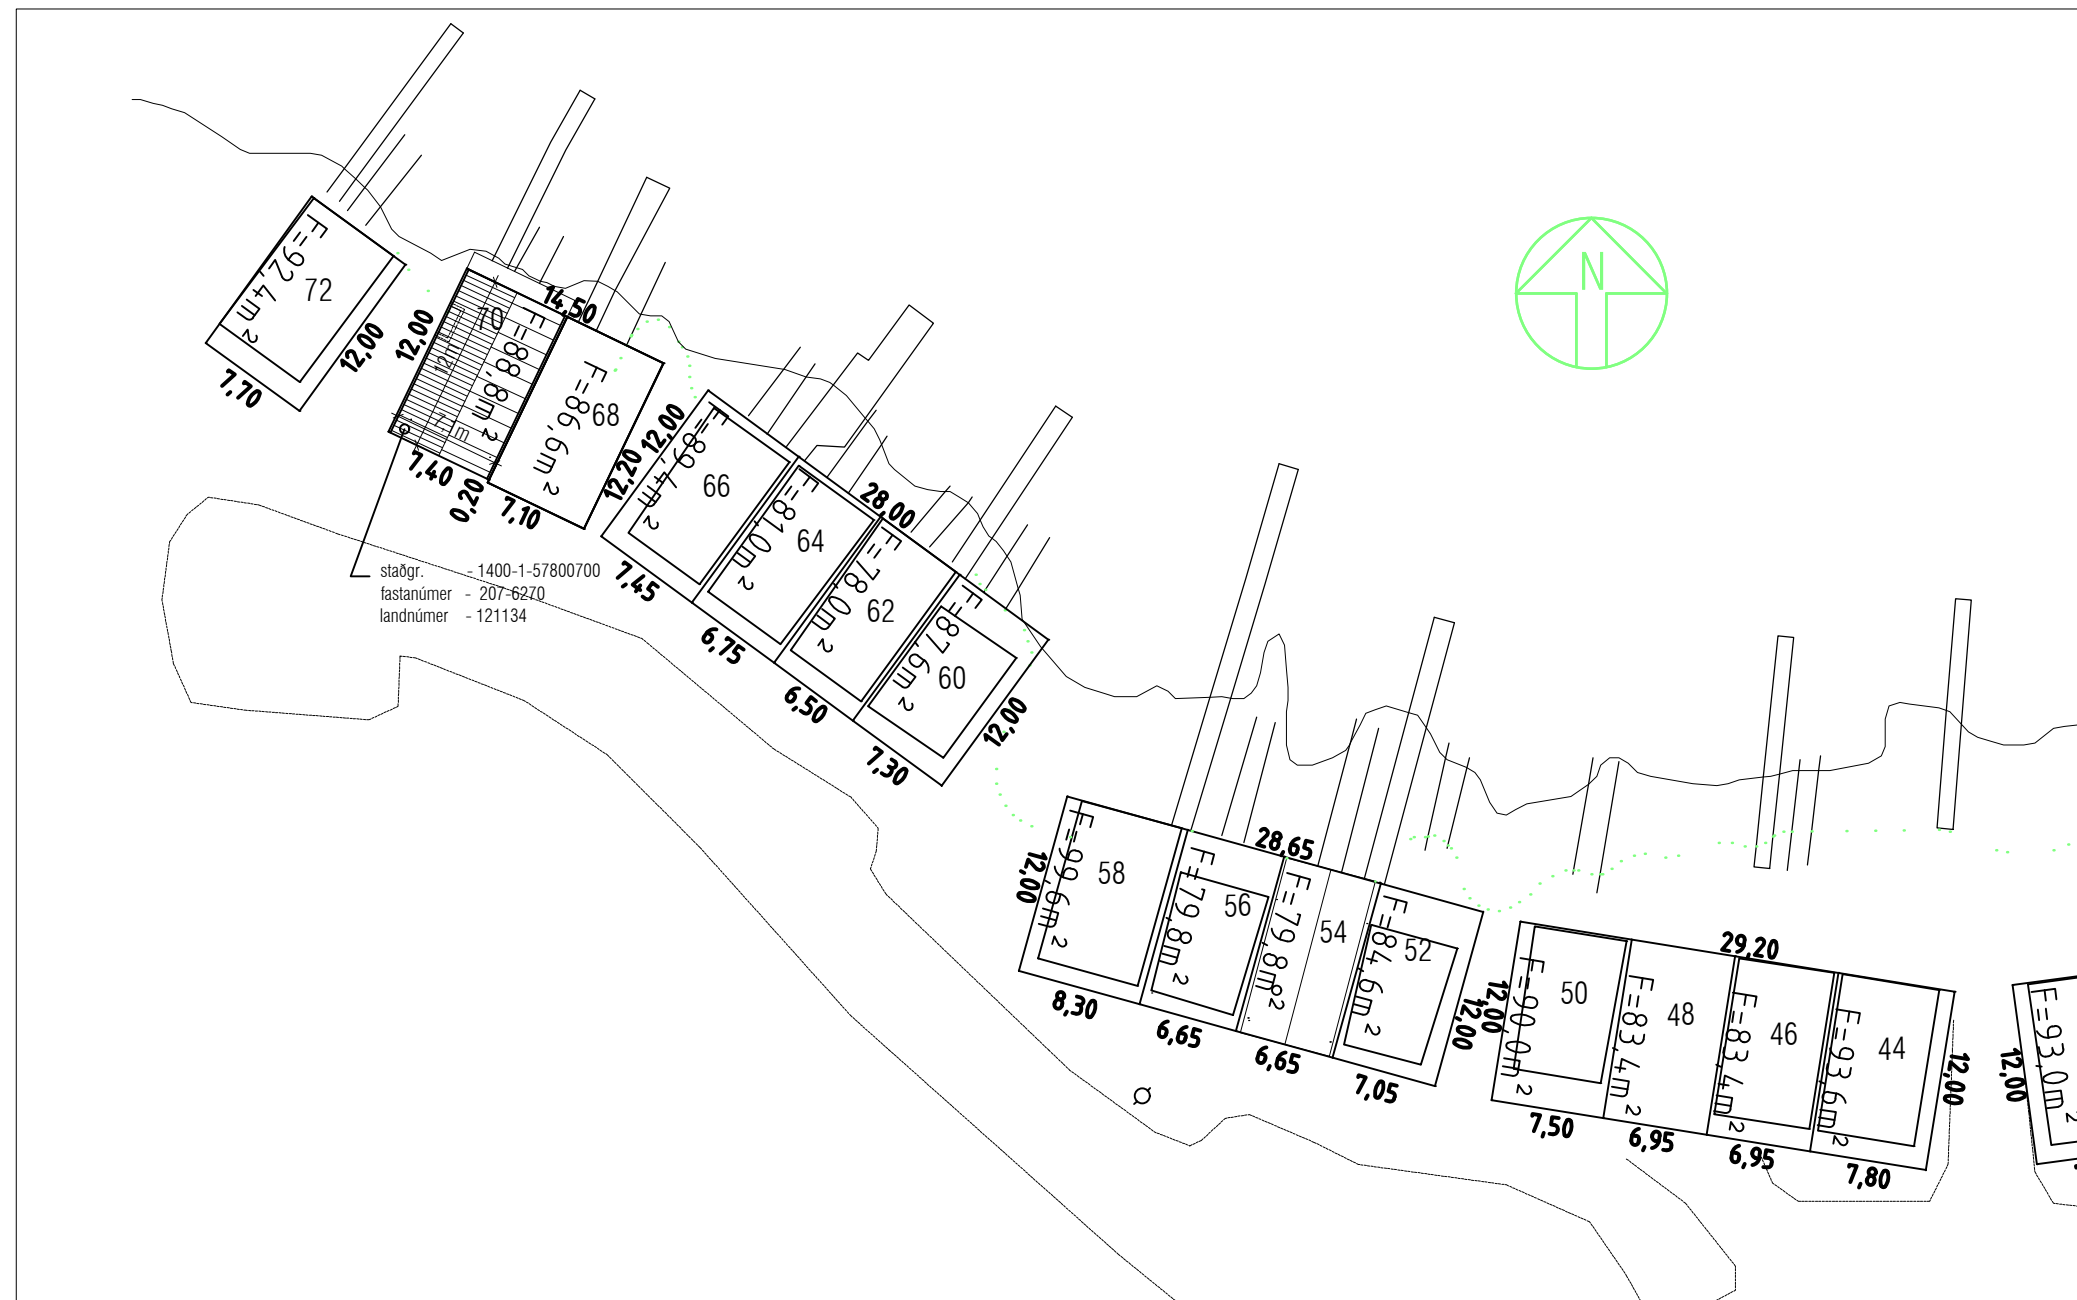 N
72
F=92,4m²
7,70
12,00
12,00
14,50
70
F=88,8m²
12m
7 m
7,40
0,20
68
F=86,6m²
7,10
12,20
staðgr. - 1400-1-57800700
fastanúmer - 207-6270
landnúmer - 121134
12,00
66
F=89,4m²
7,45
64
F=81,0m²
6,75
28,00
62
F=78,0m²
6,50
60
F=87,6m²
7,30
12,00
58
F=99,6m²
12,00
8,30
28,65
56
F=79,8m²
6,65
54
F=79,8m²
6,65
52
F=84,6m²
7,05
12,00
12,00
50
F=90,0m²
7,50
29,20
48
F=83,4m²
6,95
46
F=83,4m²
6,95
44
F=93,6m²
7,80
12,00
12,00
F=93,0m²